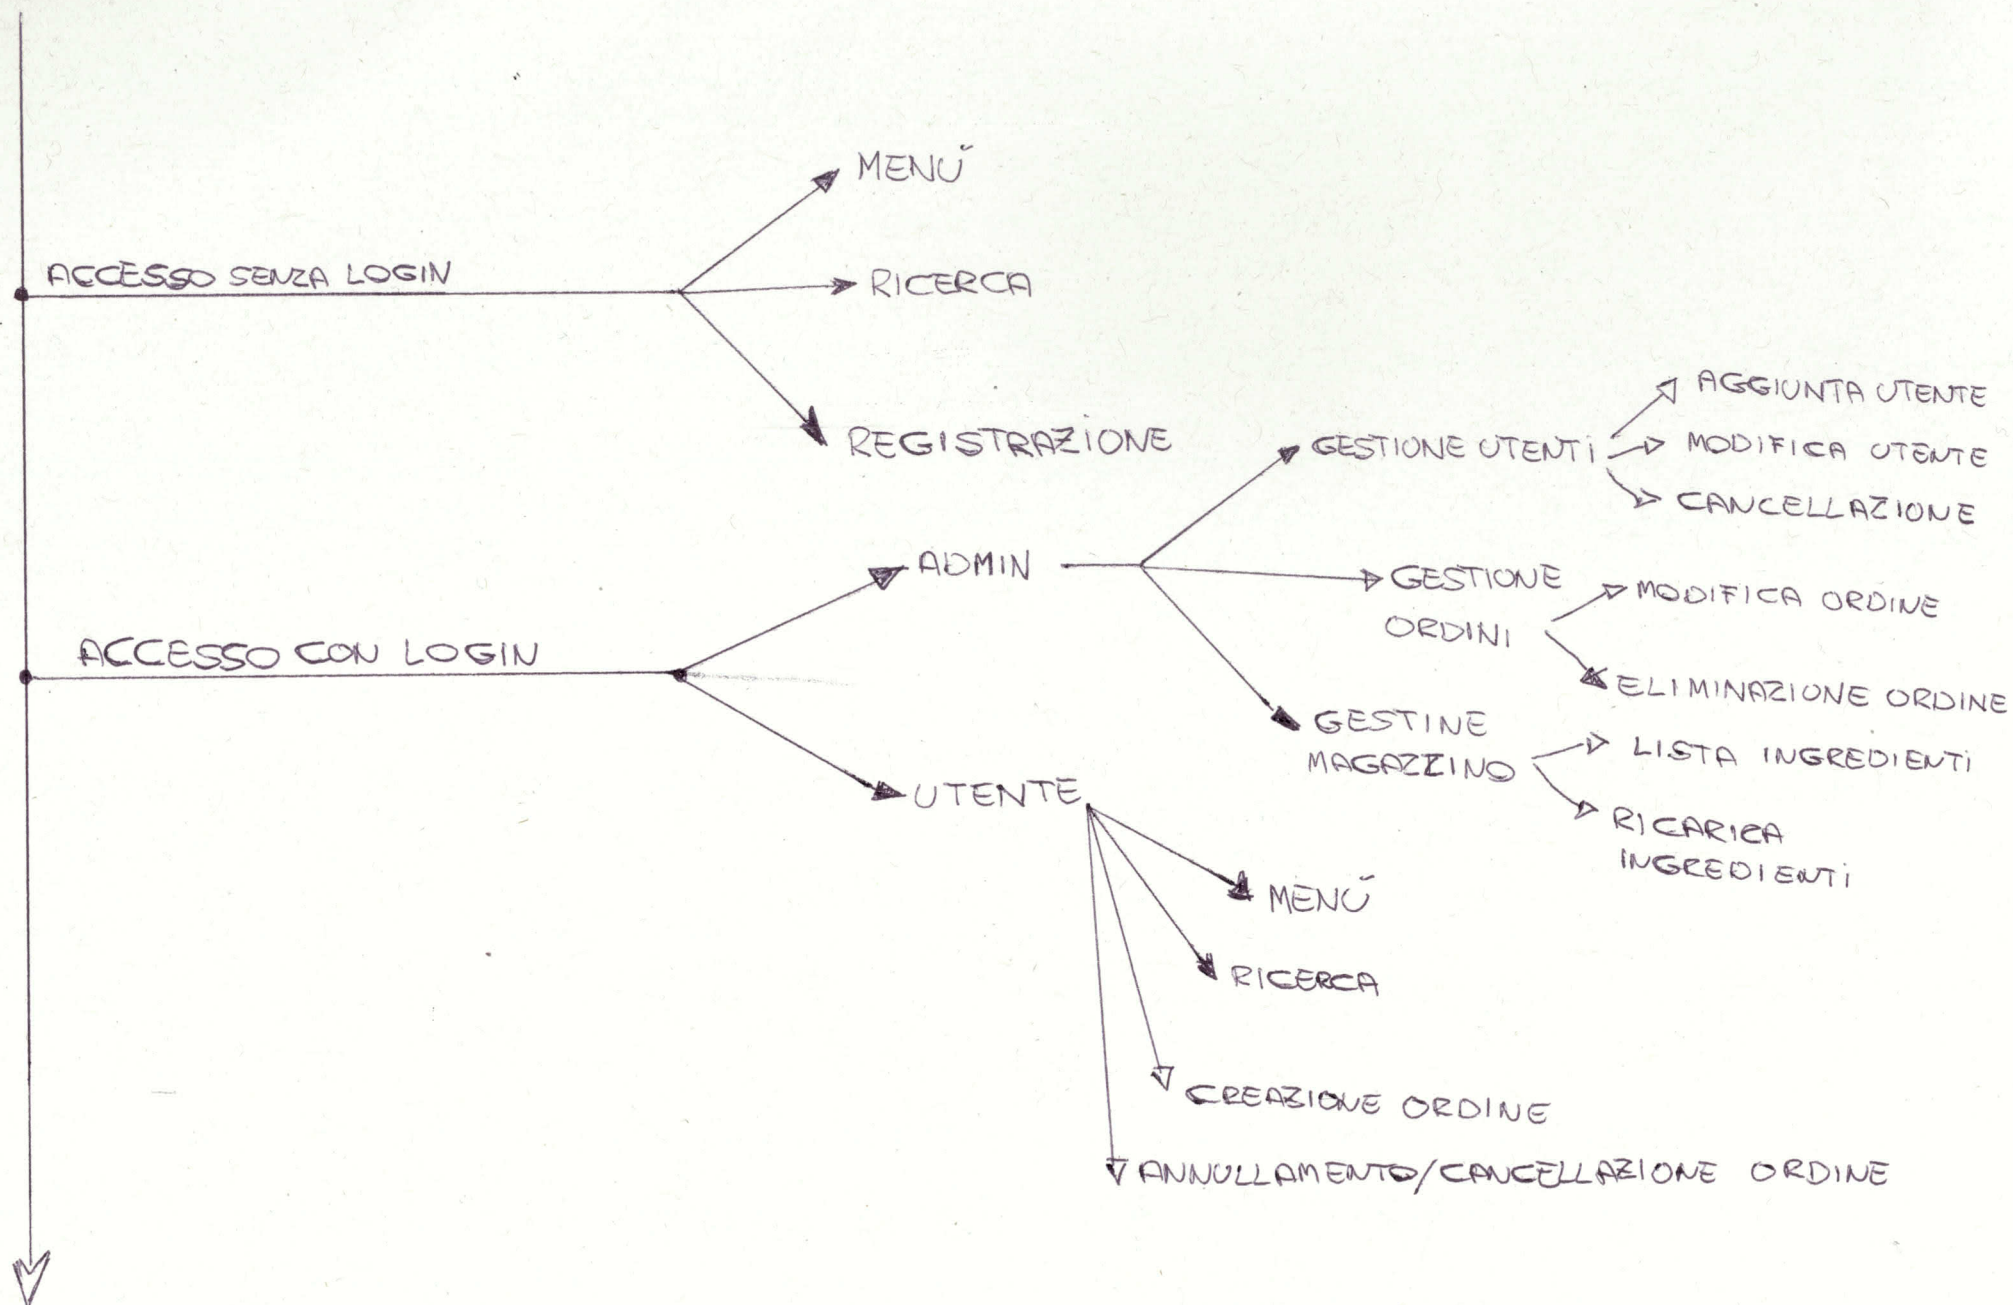 MENÙ
ACCESSO SENZA LOGIN
RICERCA
REGISTRAZIONE
GESTIONE UTENTI
AGGIUNTA UTENTE
MODIFICA UTENTE
CANCELLAZIONE
ACCESSO CON LOGIN
ADMIN
GESTIONE
ORDINI
MODIFICA ORDINE
ELIMINAZIONE ORDINE
GESTINE
MAGAZZINO
LISTA INGREDIENTI
RICARICA
INGREDIENTI
UTENTE
MENÙ
RICERCA
CREAZIONE ORDINE
ANNULLAMENTO/CANCELLAZIONE ORDINE